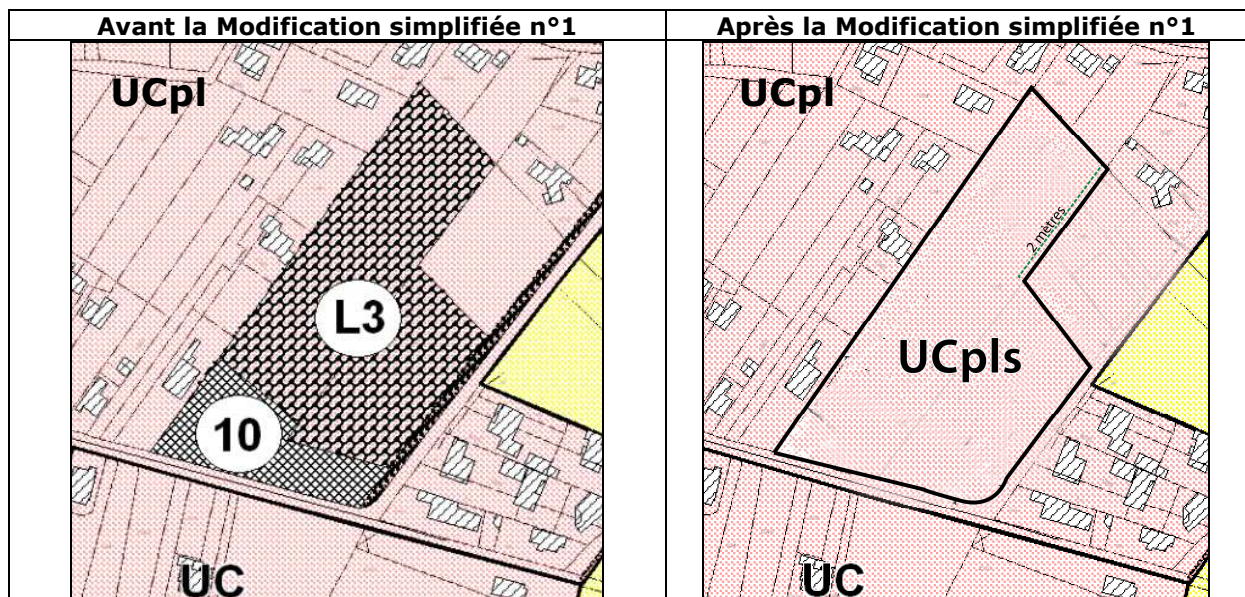 Avant la Modification simplifiée n°1
Après la Modification simplifiée n°1
UCpl
L3
10
UC
UCpl
2 mètres
UCpls
UC